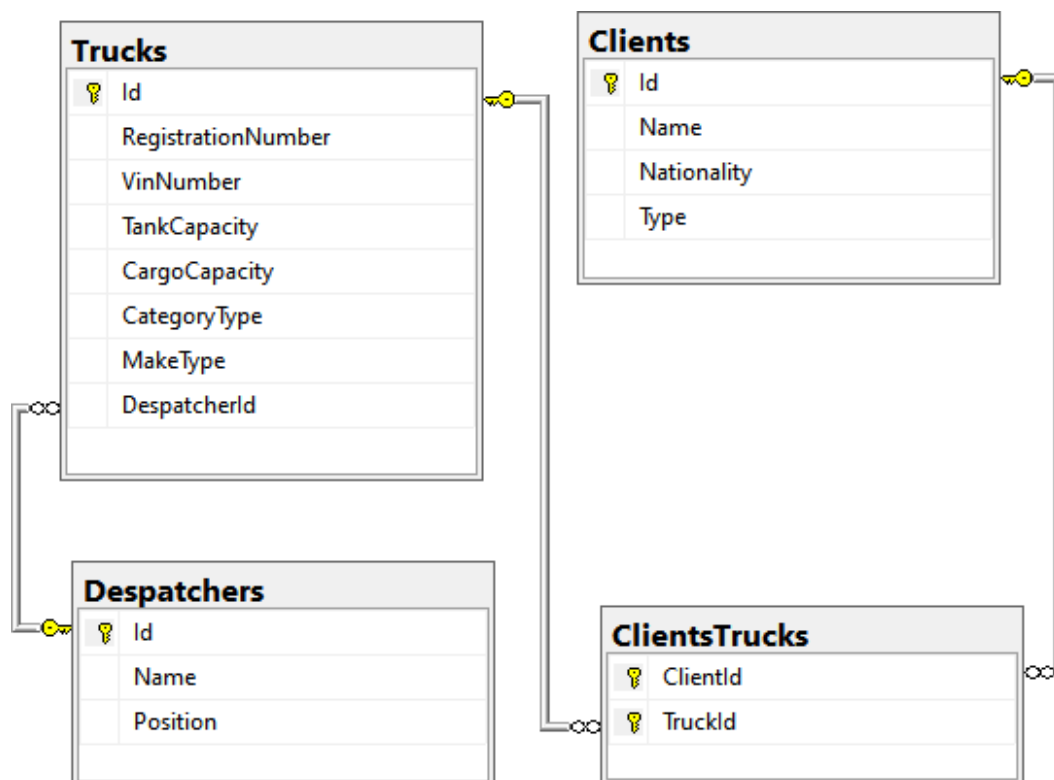 Trucks
Id
RegistrationNumber
VinNumber
TankCapacity
CargoCapacity
CategoryType
MakeType
DespatcherId
Clients
Id
Name
Nationality
Type
Despatchers
Id
Name
Position
ClientsTrucks
ClientId
TruckId